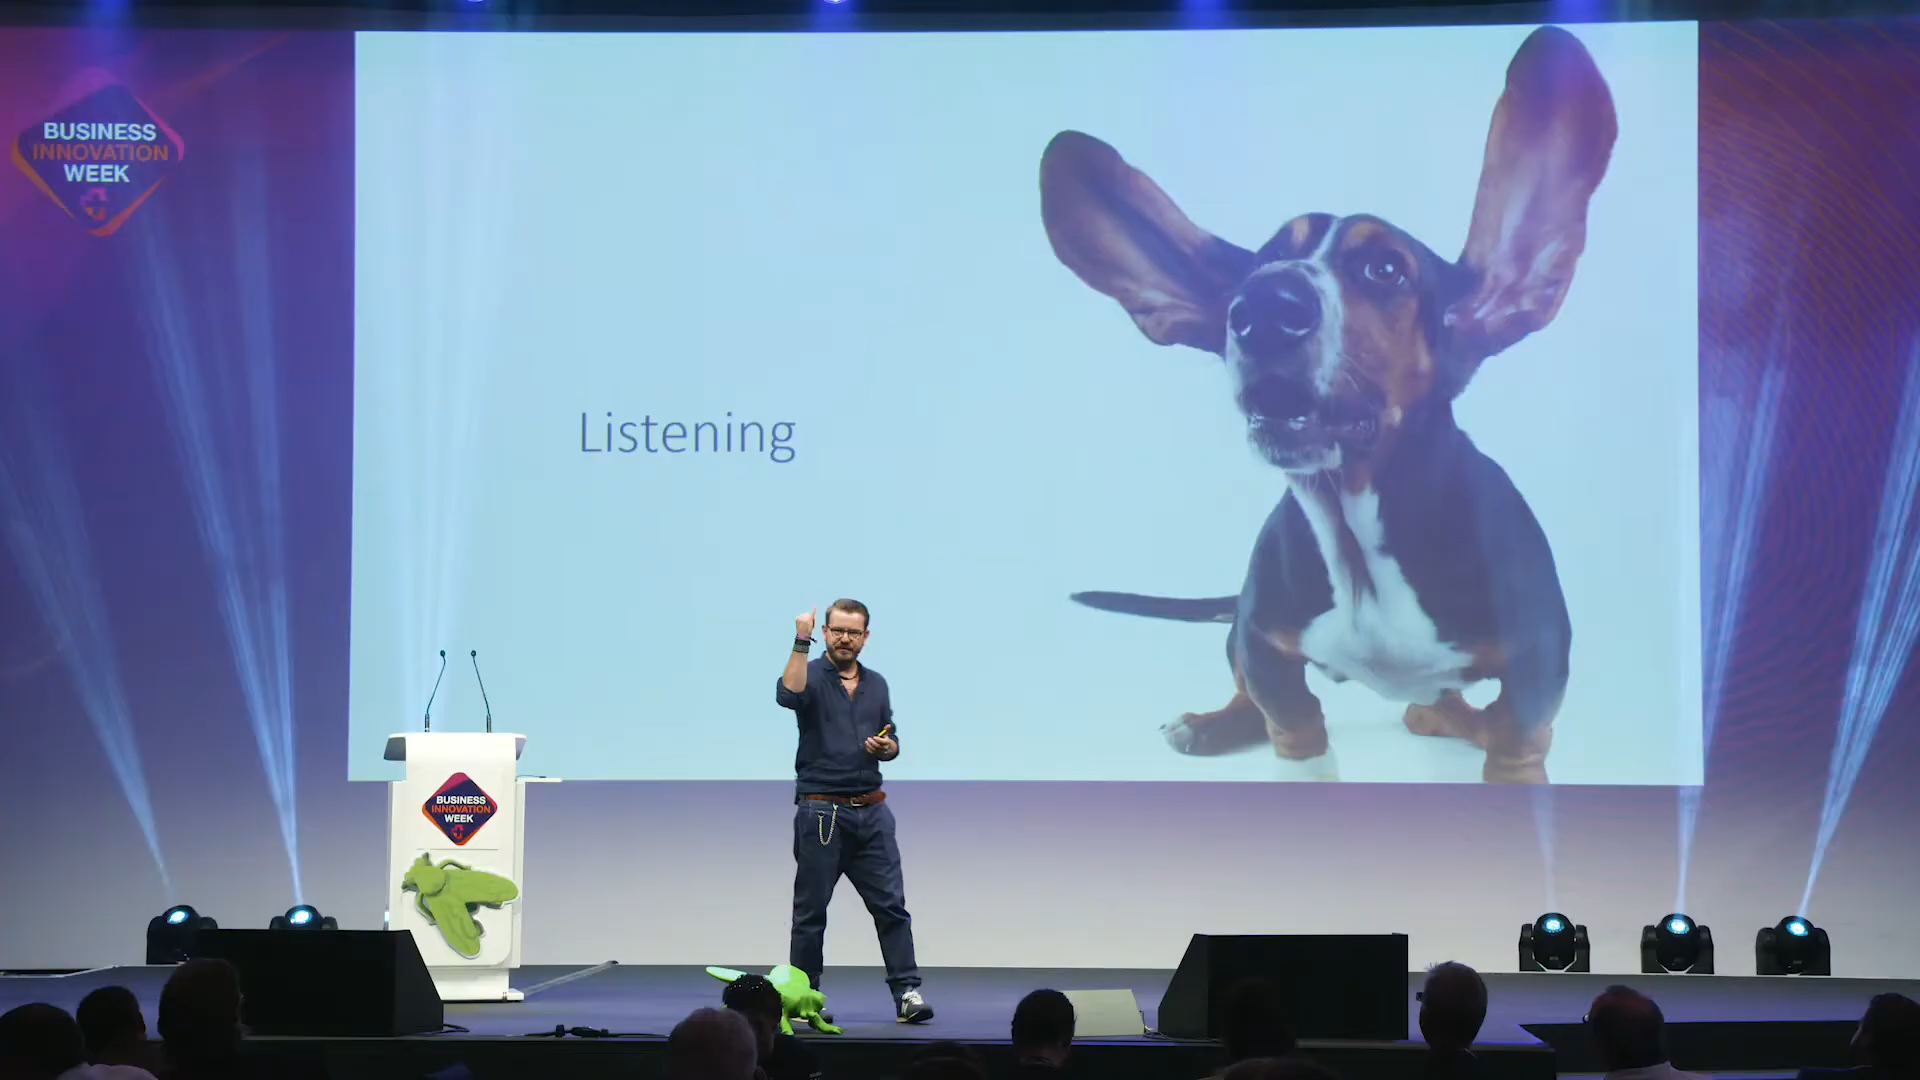 BUSINESS
INNOVATION
WEEK
Listening
BUSINESS
INNOVATION
WEEK